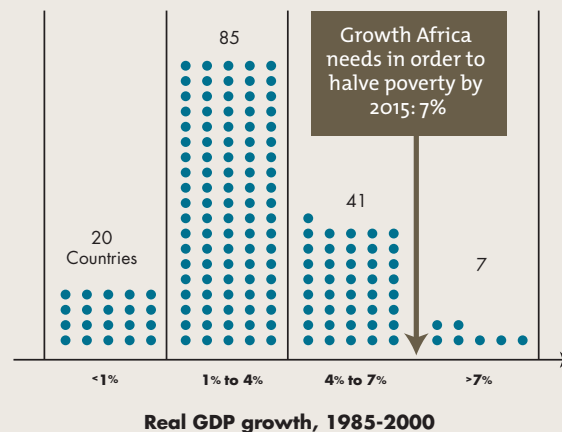 Growth Africa
needs in order to
halve poverty by
2015: 7%
85
41
20
Countries
7
<1%
1% to 4%
4% to 7%
>7%
Real GDP growth, 1985-2000